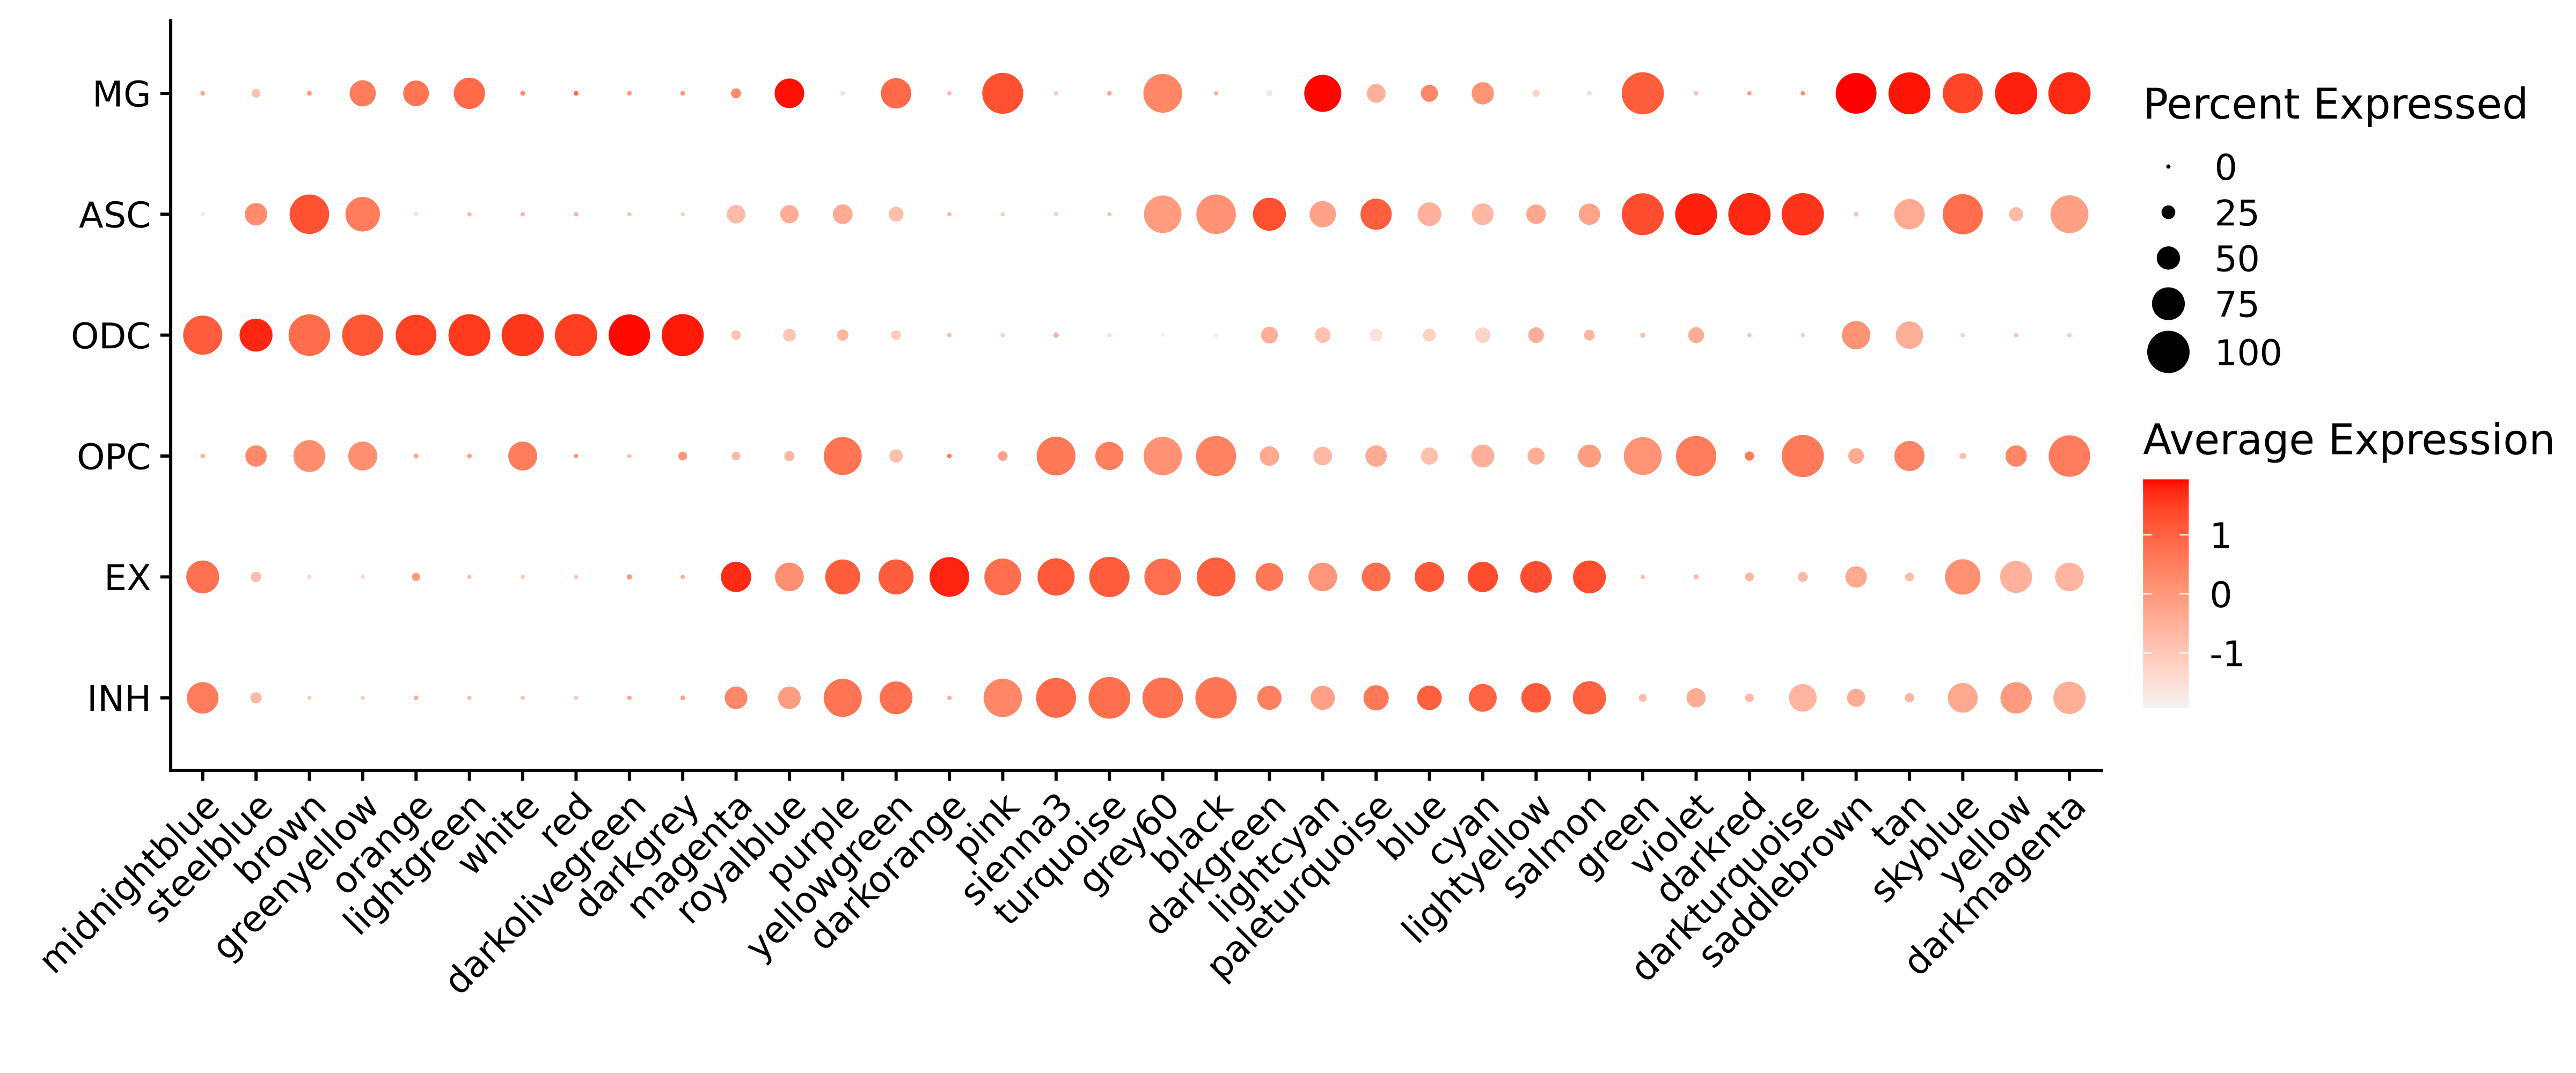 MG
ASC
ODC
OPC
EX
INH
midnightblue
steelblue
brown
greenyellow
orange
lightgreen
white
red
darkolivegreen
darkgrey
magenta
royalblue
purple
yellowgreen
darkorange
pink
sienna3
turquoise
grey60
black
darkgreen
lightcyan
paleturquoise
blue
cyan
lightyellow
salmon
green
violet
darkred
darkturquoise
saddlebrown
tan
skyblue
yellow
darkmagenta
Percent Expressed
0
25
50
75
100
Average Expression
1
0
-1